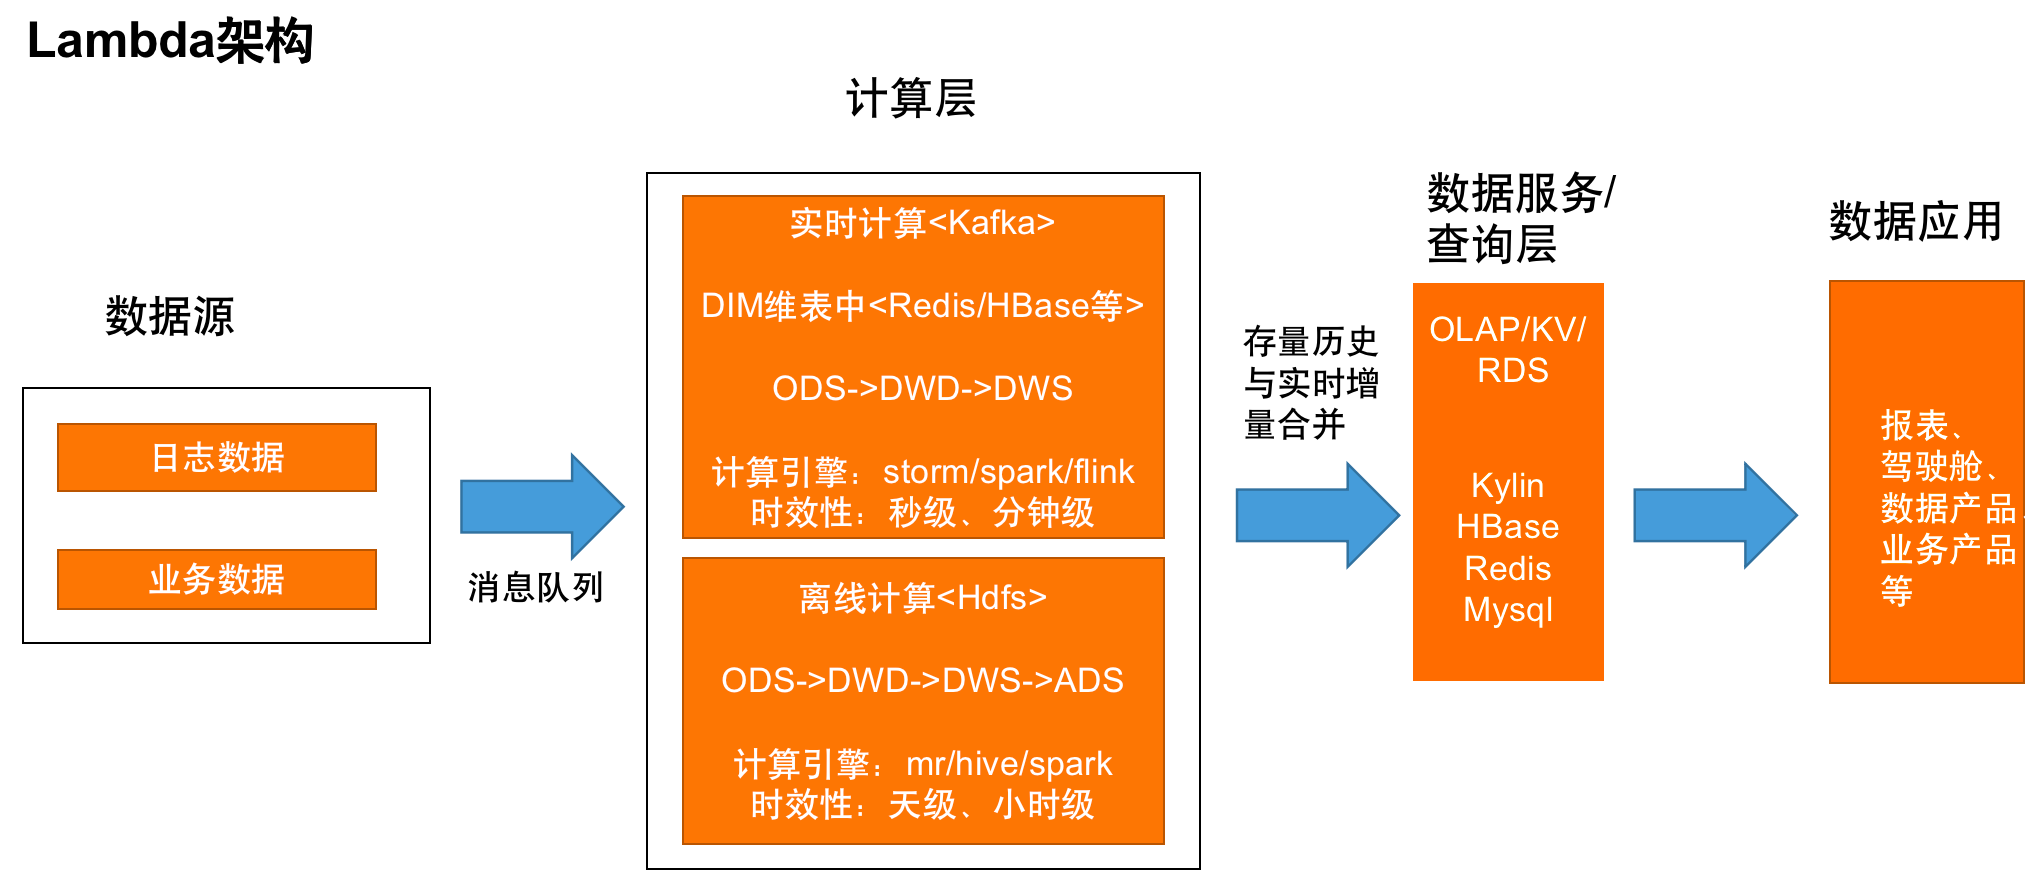 Lambda架构
计算层
数据源
日志数据
业务数据
消息队列
实时计算<Kafka>
DIM维表中<Redis/HBase等>
ODS->DWD->DWS
计算引擎：storm/spark/flink
时效性：秒级、分钟级
离线计算<Hdfs>
ODS->DWD->DWS->ADS
计算引擎：mr/hive/spark
时效性：天级、小时级
存量历史
与实时增
量合并
数据服务/
查询层
OLAP/KV/
RDS
Kylin
HBase
Redis
Mysql
数据应用
报表、
驾驶舱、
数据产品、
业务产品
等